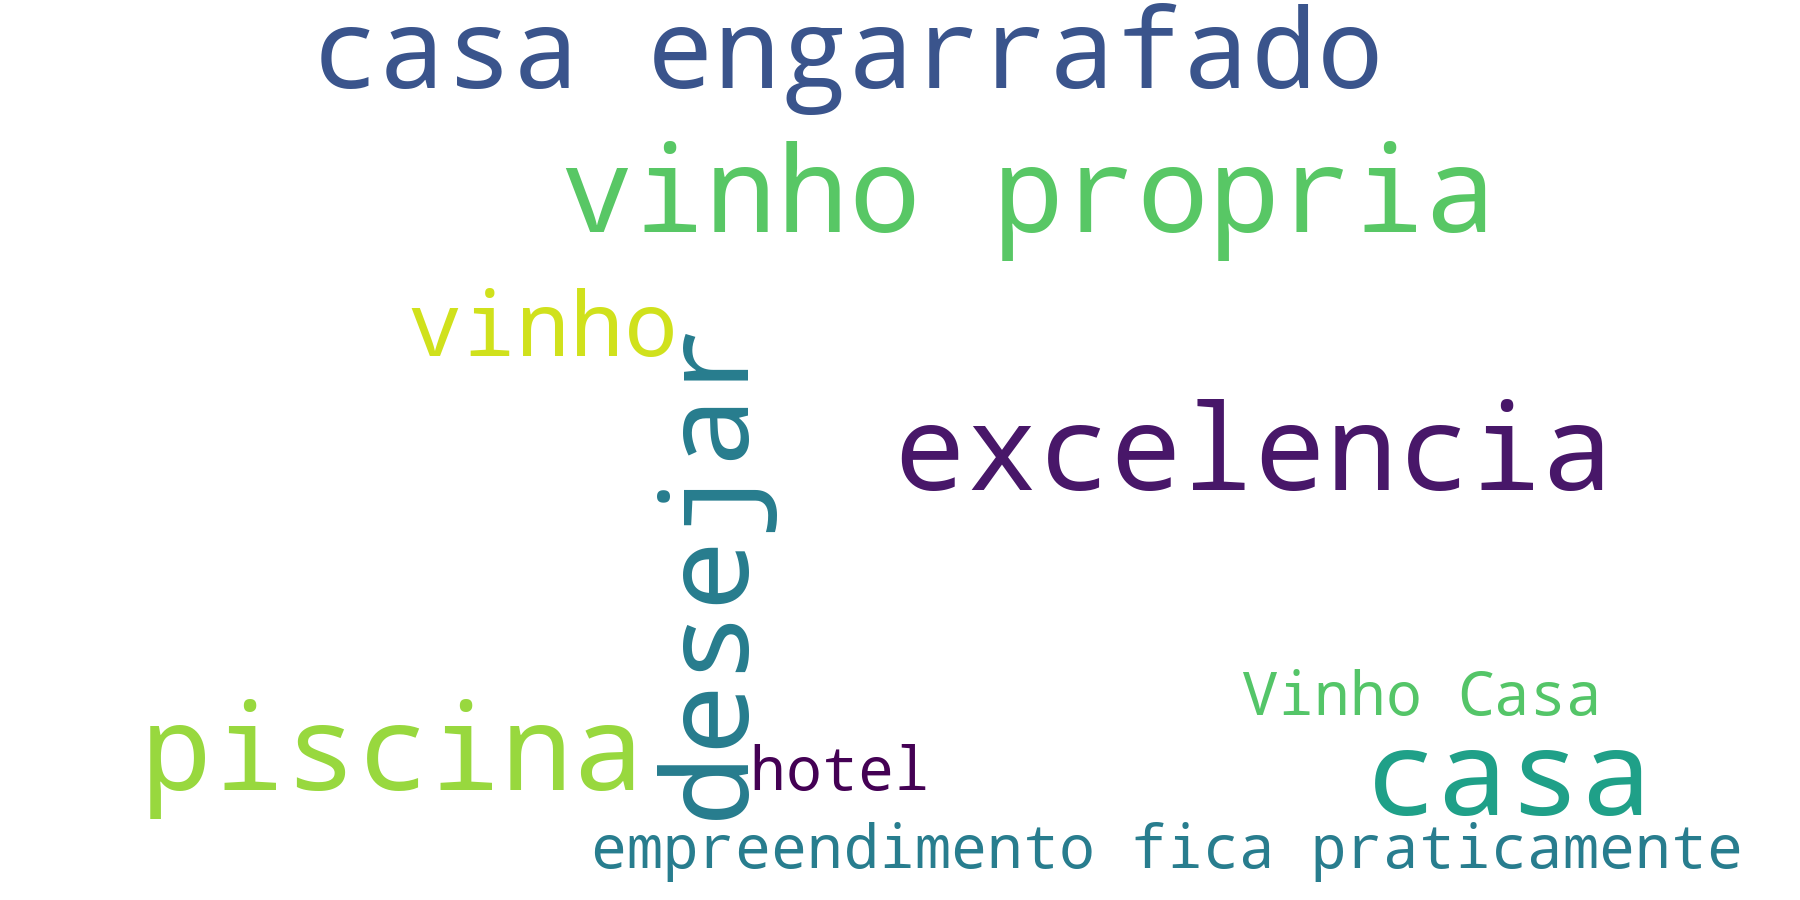 casa engarrafado
vinho propria
vinho
desejar
excelencia
Vinho Casa
piscina
hotel
casa
empreendimento fica praticamente